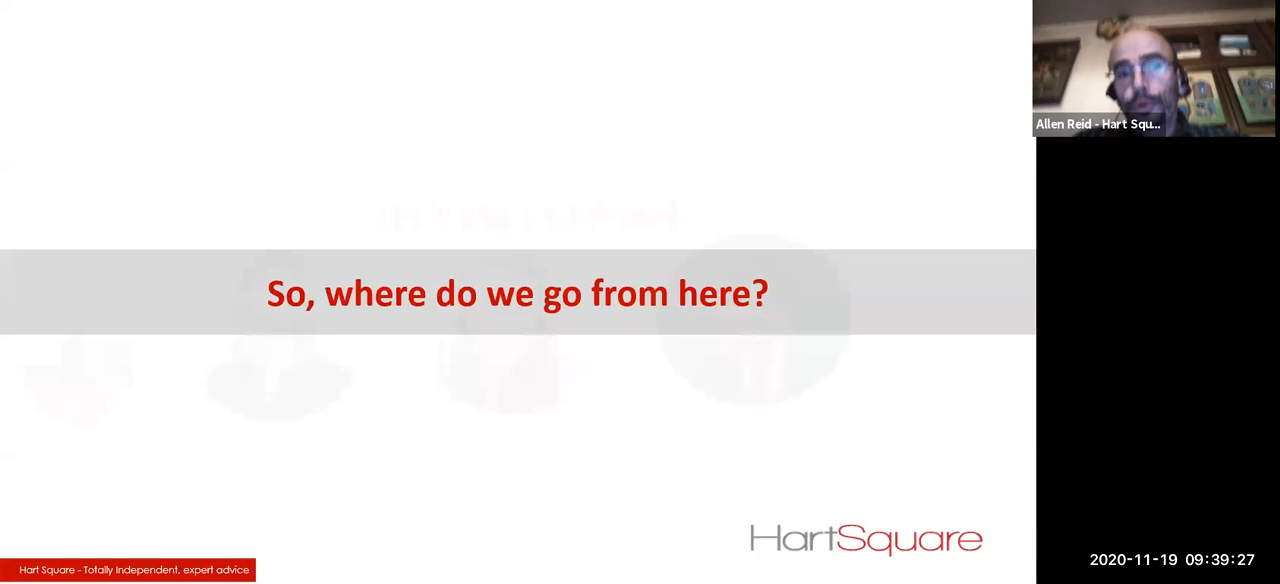 Allen Reid - Hart Squ...
So, where do we go from here?
HartSquare
Hart Square - Totally Independent, expert advice
2020-11-19 09:39:27